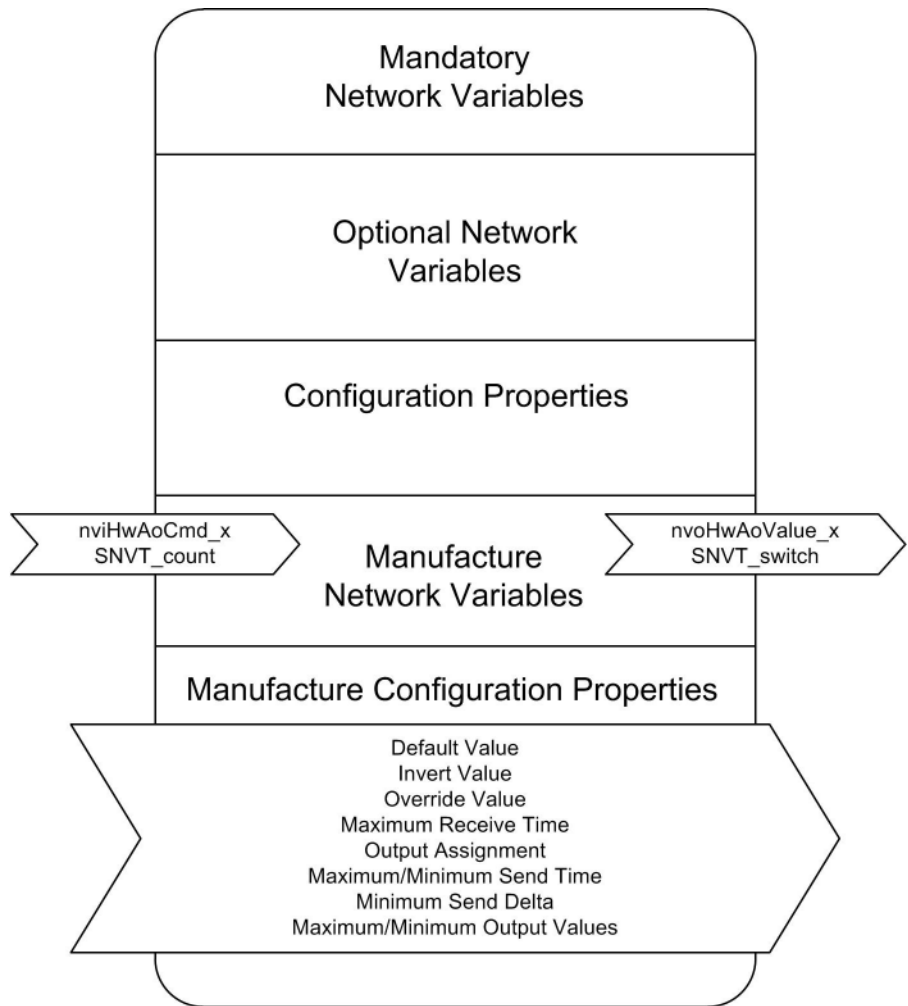 Mandatory
Network Variables
Optional Network
Variables
Configuration Properties
nviHwAoCmd_x
SNVT_count
nvoHwAoValue_x
SNVT_switch
Manufacture
Network Variables
Manufacture Configuration Properties
Default Value
Invert Value
Override Value
Maximum Receive Time
Output Assignment
Maximum/Minimum Send Time
Minimum Send Delta
Maximum/Minimum Output Values